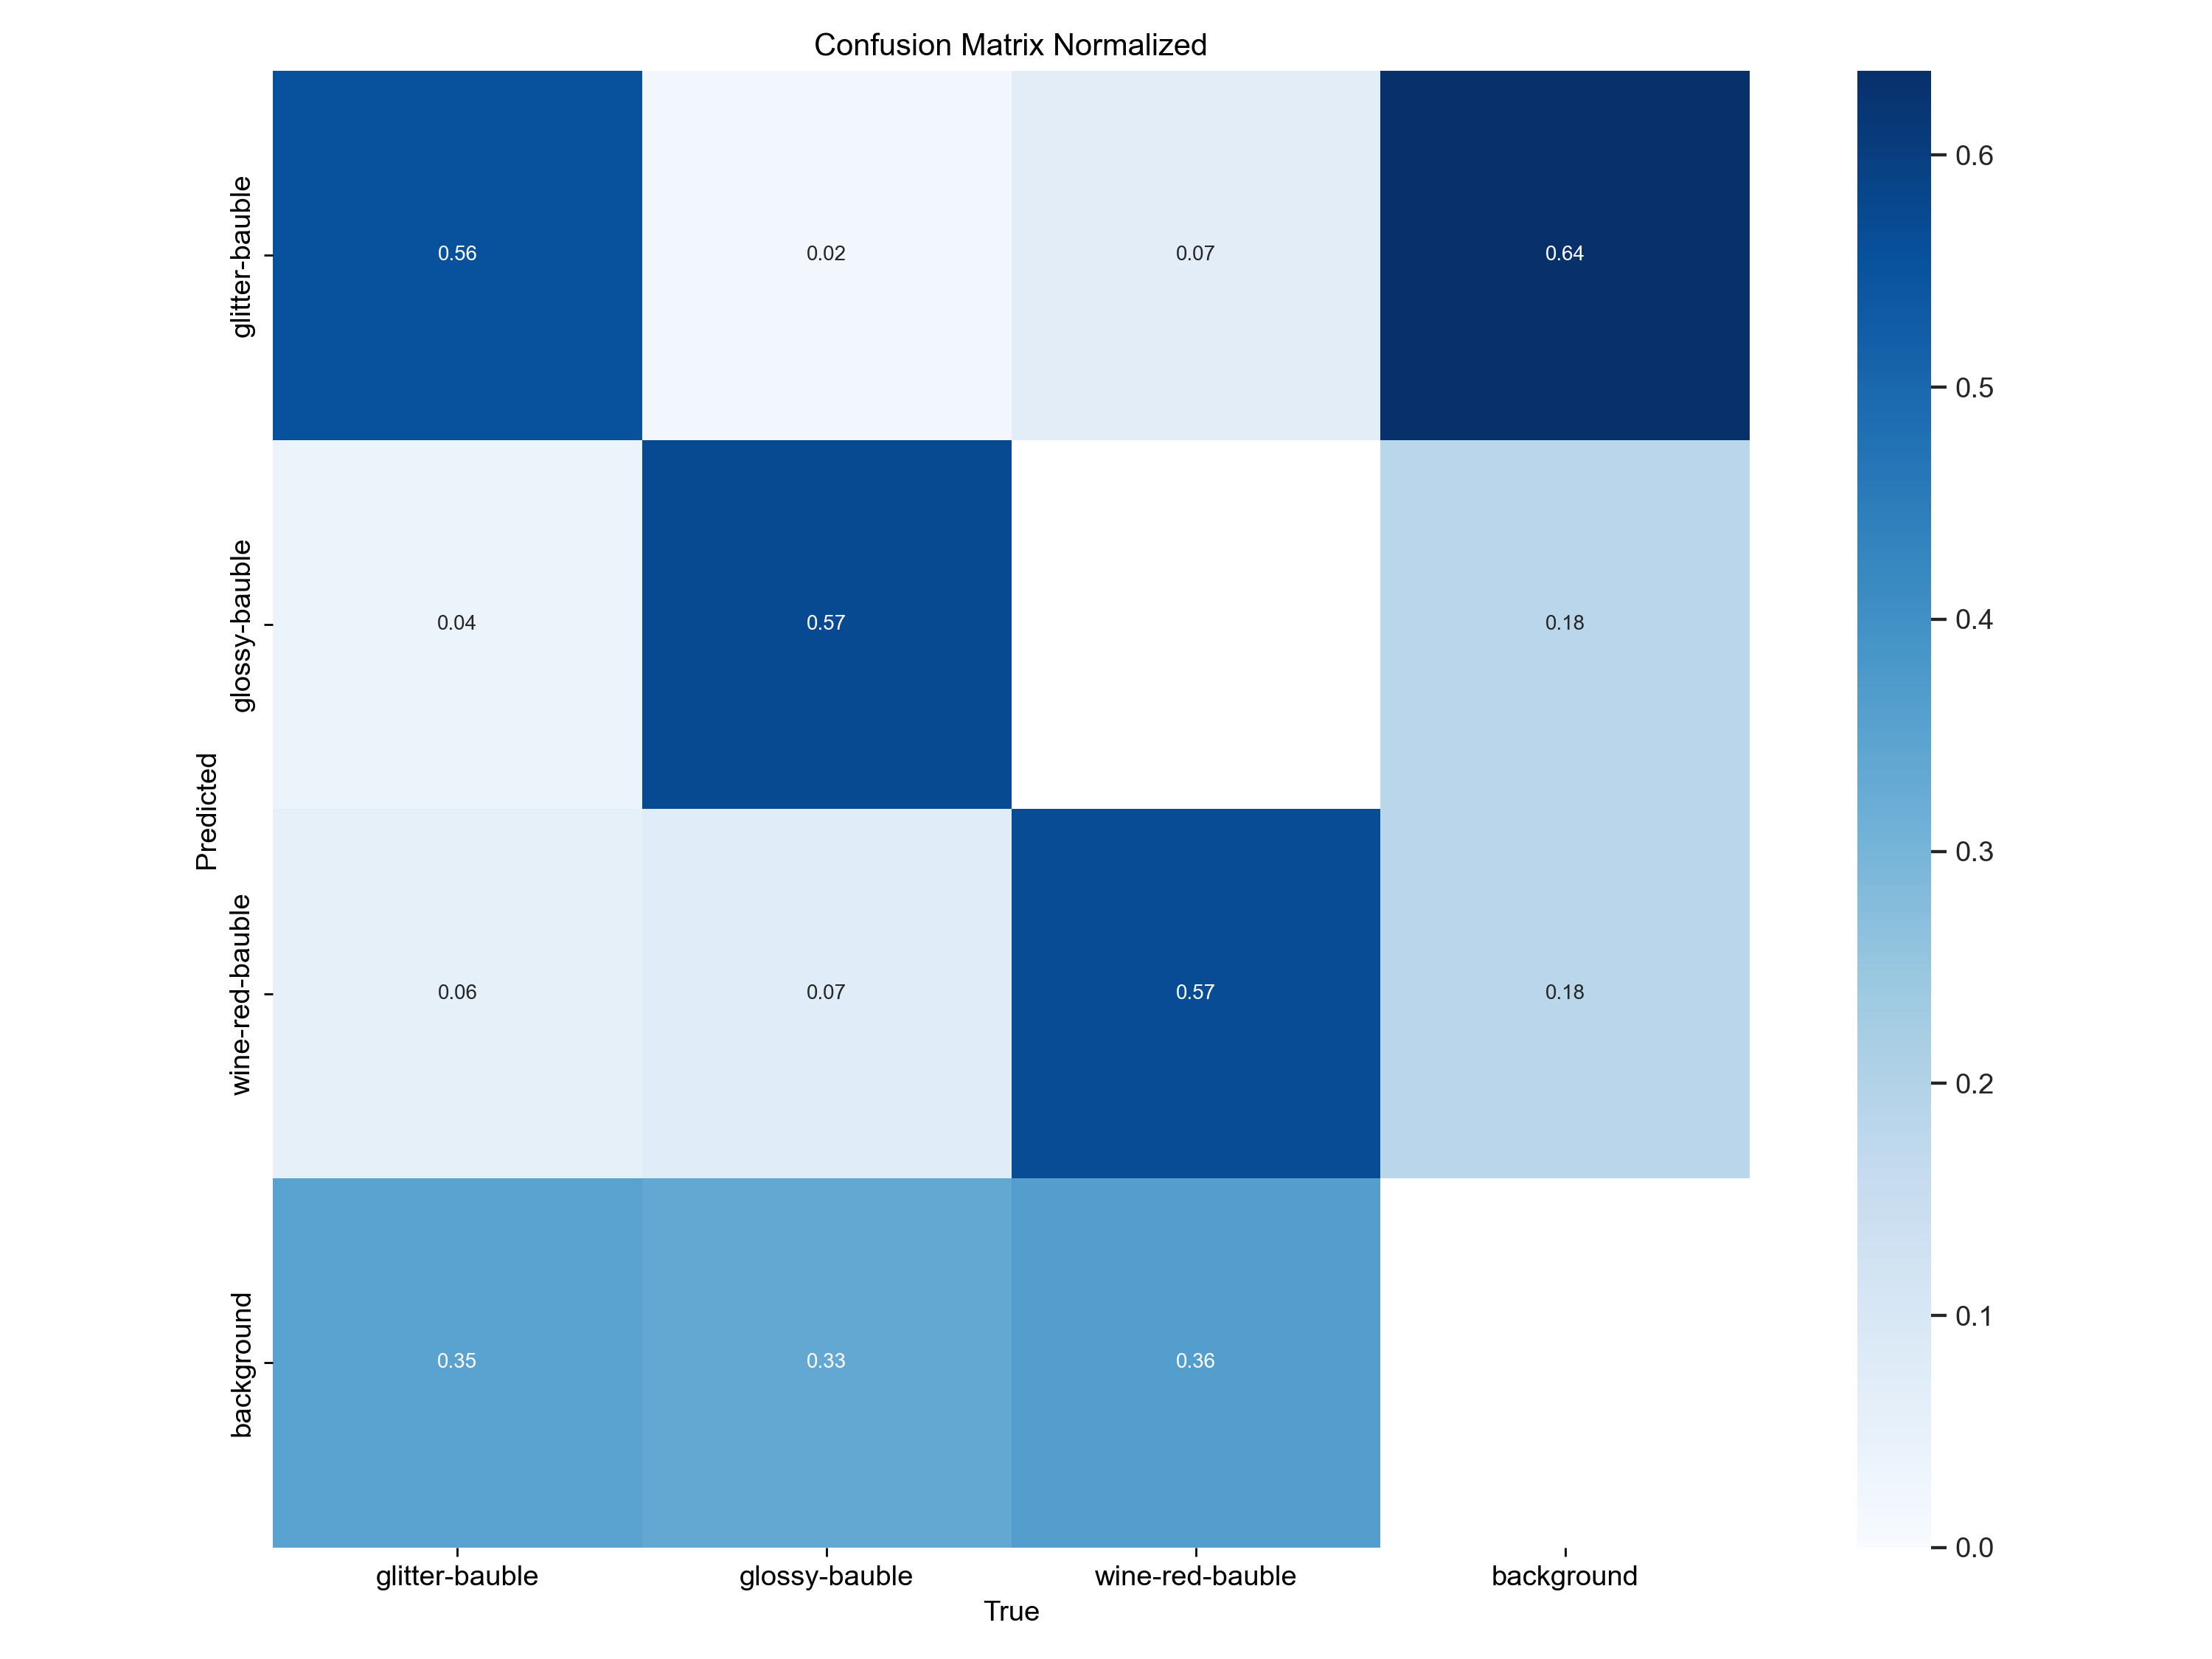 Confusion Matrix Normalized
glitter-bauble
0.56
0.02
0.07
0.64
glossy-bauble
0.04
0.57
0.18
wine-red-bauble
0.06
0.07
0.57
0.18
background
0.35
0.33
0.36
Predicted
glitter-bauble
glossy-bauble
wine-red-bauble
background
True
0.6
0.5
0.4
0.3
0.2
0.1
0.0